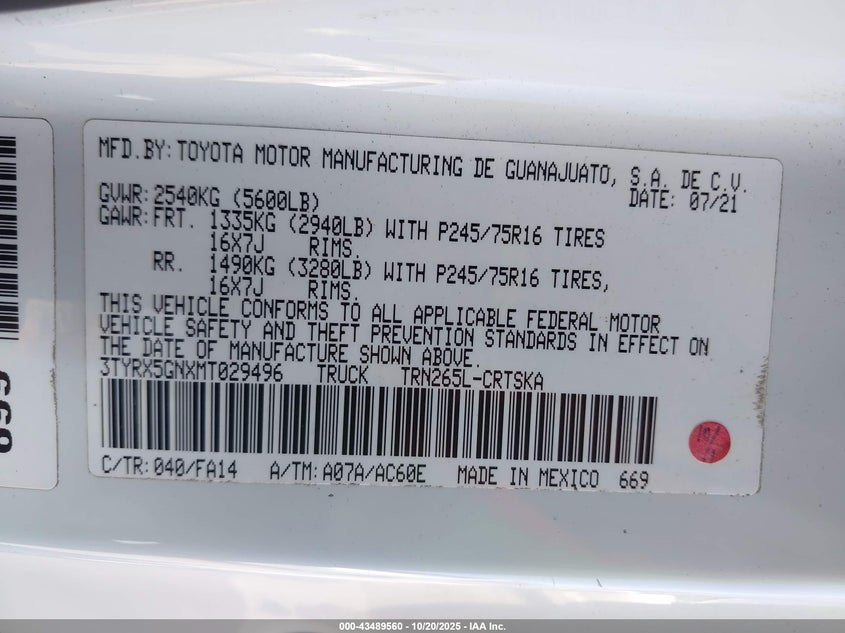 MFD.BY: TOYOTA MOTOR MANUFACTURING DE GUANAJUATO, S.A. DE C.V.
GVWR: 2540KG (5600LB) DATE: 07/21
GAWR: FRT. 1335KG (2940LB) WITH P245/75R16 TIRES
16X7J RIMS.
RR. 1490KG (3280LB) WITH P245/75R16 TIRES,
16X7J RIMS.
THIS VEHICLE CONFORMS TO ALL APPLICABLE FEDERAL MOTOR
VEHICLE SAFETY AND THEFT PREVENTION STANDARDS IN EFFECT ON
THE DATE OF MANUFACTURE SHOWN ABOVE.
3TYRX5GNXMT029496 TRUCK TRN265L-CRTSKA
C/TR: 040/FA14 A/TM: A07A/AC60E MADE IN MEXICO 669
669
000-43489560 - 10/20/2025 - IAA Inc.